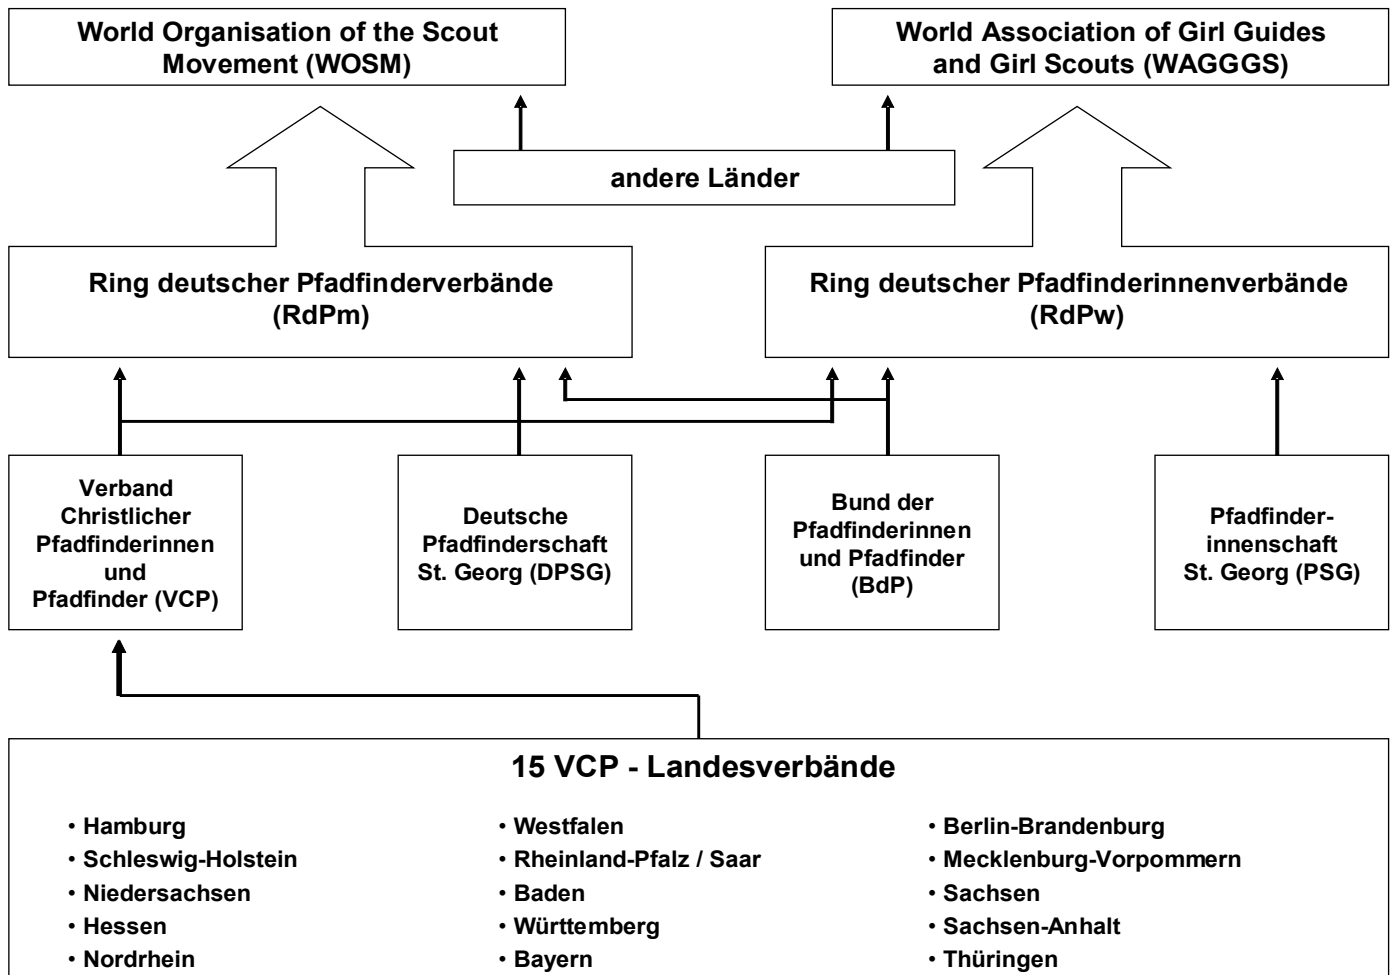 World Organisation of the Scout
Movement (WOSM)
World Association of Girl Guides
and Girl Scouts (WAGGGS)
andere Länder
Ring deutscher Pfadfinderverbände
(RdPm)
Ring deutscher Pfadfinderinnenverbände
(RdPw)
Verband
Christlicher
Pfadfinderinnen
und
Pfadfinder (VCP)
Deutsche
Pfadfinderschaft
St. Georg (DPSG)
Bund der
Pfadfinderinnen
und Pfadfinder
(BdP)
Pfadfinder-
innenschaft
St. Georg (PSG)
15 VCP - Landesverbände
• Hamburg
• Schleswig-Holstein
• Niedersachsen
• Hessen
• Nordrhein
• Westfalen
• Rheinland-Pfalz / Saar
• Baden
• Württemberg
• Bayern
• Berlin-Brandenburg
• Mecklenburg-Vorpommern
• Sachsen
• Sachsen-Anhalt
• Thüringen